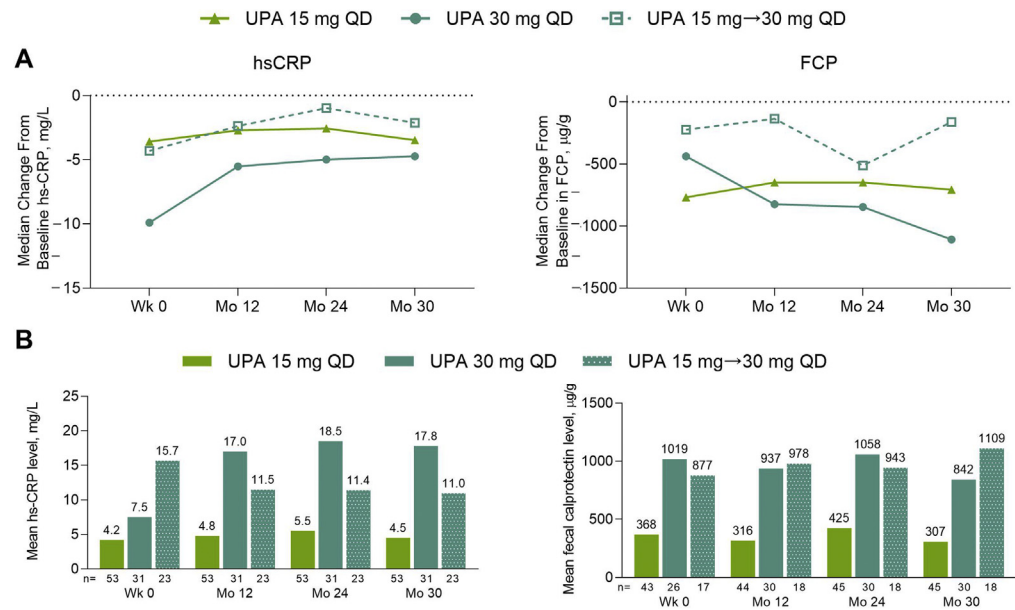 UPA 15 mg QD UPA 30 mg QD UPA 15 mg→30 mg QD
A
hsCRP
Median Change From
Baseline hs-CRP, mg/L
0
−5
−10
−15
Wk 0 Mo 12 Mo 24 Mo 30
FCP
Median Change From
Baseline in FCP, μg/g
0
−500
−1000
−1500
Wk 0 Mo 12 Mo 24 Mo 30
B
UPA 15 mg QD UPA 30 mg QD UPA 15 mg→30 mg QD
Mean hs-CRP level, mg/L
25
20
15
10
5
0
4.2 7.5 15.7 4.8 17.0 11.5 5.5 18.5 11.4 4.5 17.8 11.0
n= 53 31 23 53 31 23 53 31 23 53 31 23
Wk 0 Mo 12 Mo 24 Mo 30
Mean fecal calprotectin level, μg/g
1500
1000
500
0
368 1019 877 316 937 978 425 1058 943 307 842 1109
n= 43 26 17 44 30 18 45 30 18 45 30 18
Wk 0 Mo 12 Mo 24 Mo 30